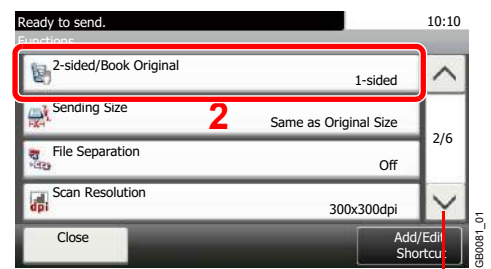 Ready to send. 10:10
Functions
2-sided/Book Original
1-sided
2
Sending Size
Same as Original Size
2/6
File Separation
Off
dpi
Scan Resolution
300x300dpi
Close
Add/Edit
Shortcut
GB0081_01